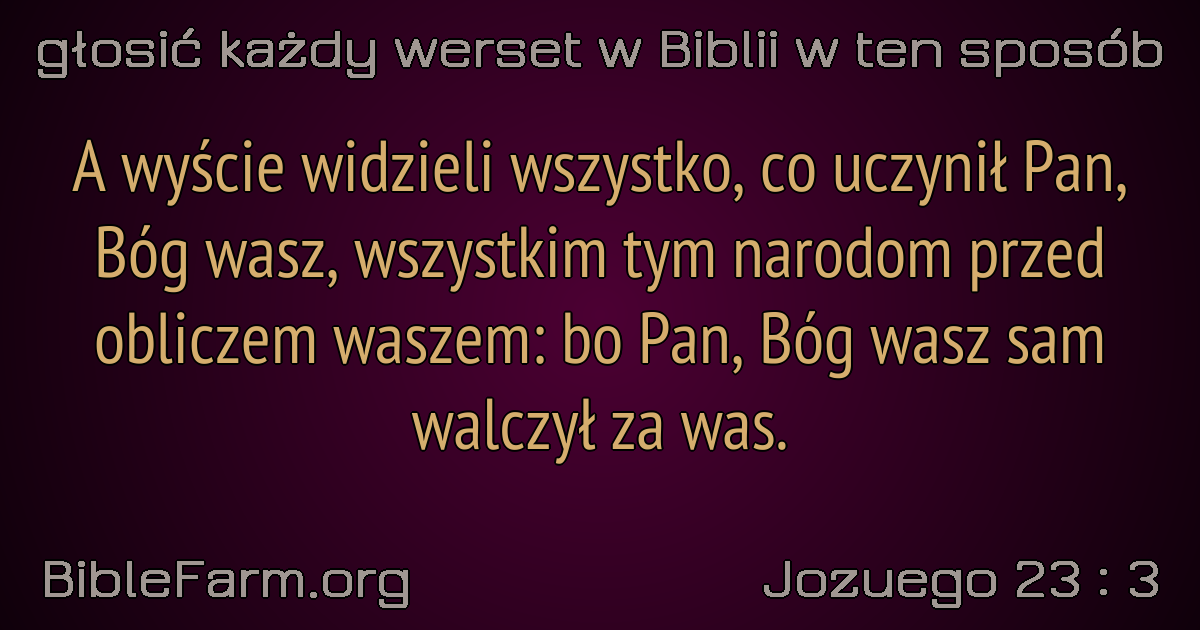 głosić każdy werset w Biblii w ten sposób
A wyście widzieli wszystko, co uczynił Pan,
Bóg wasz, wszystkim tym narodom przed
obliczem waszem: bo Pan, Bóg wasz sam
walczył za was.
BibleFarm.org
Jozuego 23 : 3